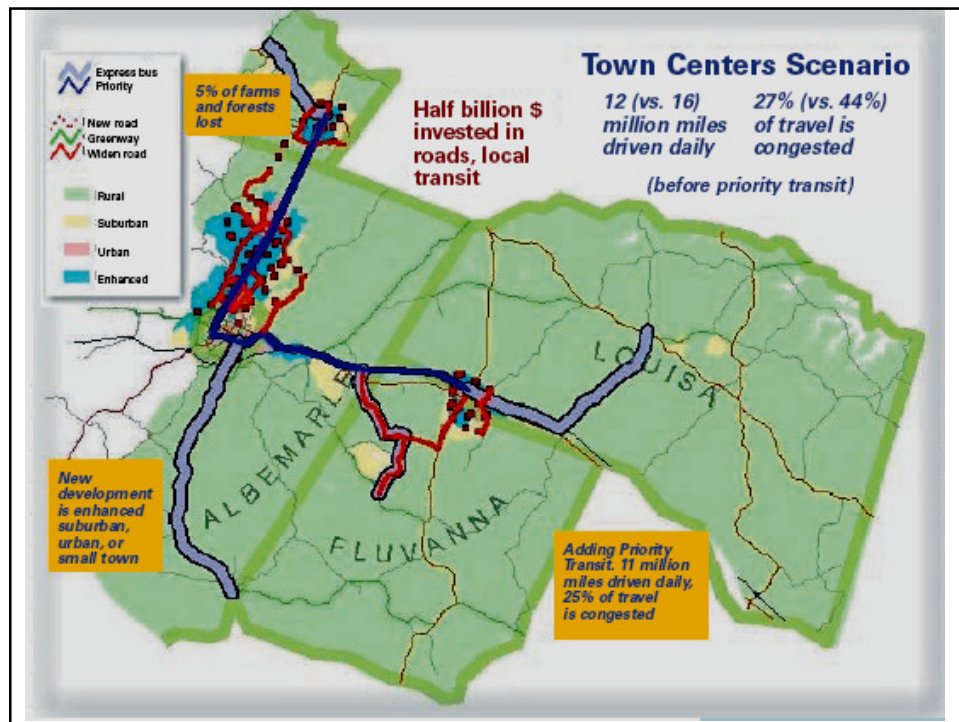 Express bus
Priority
New road
Greenway
Widen road
Rural
Suburban
Urban
Enhanced
5% of farms
and forests
lost
Half billion $
invested in
roads, local
transit
Town Centers Scenario
12 (vs. 16)
million miles
driven daily
27% (vs. 44%)
of travel is
congested
(before priority transit)
LOUISA
ALBEMARLE
FLUVANNA
New
development
is enhanced
suburban,
urban, or
small town
Adding Priority
Transit. 11 million
miles driven daily,
25% of travel
is congested